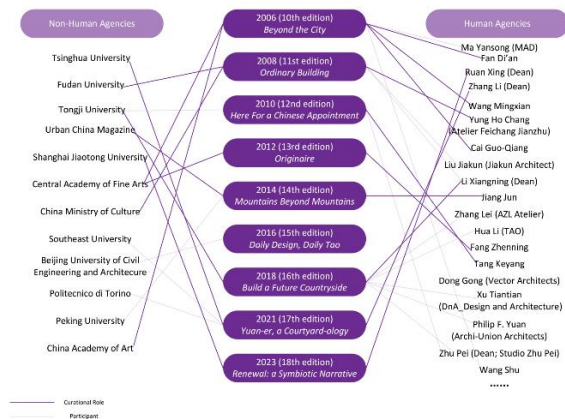 Non-Human Agencies
Tsinghua University
Fudan University
Tongji University
Urban China Magazine
Shanghai Jiaotong University
Central Academy of Fine Arts
China Ministry of Culture
Southeast University
Beijing University of Civil
Engineering and Architecure
Politecnico di Torino
Peking University
China Academy of Art
2006 (10th edition)
Beyond the City
2008 (11st edition)
Ordinary Building
2010 (12nd edition)
Here For a Chinese Appointment
2012 (13rd edition)
Originaire
2014 (14th edition)
Mountains Beyond Mountains
2016 (15th edition)
Daily Design, Daily Tao
2018 (16th edition)
Build a Future Countryside
2021 (17th edition)
Yuan-er, a Courtyard-ology
2023 (18th edition)
Renewal: a Symbiotic Narrative
Human Agencies
Ma Yansong (MAD)
Fan Di'an
Ruan Xing (Dean)
Zhang Li (Dean)
Wang Mingxian
Yung Ho Chang
(Atelier Feichang Jianzhu)
Cai Guo-Qiang
Liu Jiakun (Jiakun Architect)
Li Xiangning (Dean)
Jiang Jun
Zhang Lei (AZL Atelier)
Hua Li (TAO)
Fang Zhenning
Tang Keyang
Dong Gong (Vector Architects)
Xu Tiantian
(DnA_Design and Architecture)
Philip F. Yuan
(Archi-Union Architects)
Zhu Pei (Dean; Studio Zhu Pei)
Wang Shu
......
Curational Role
Participant